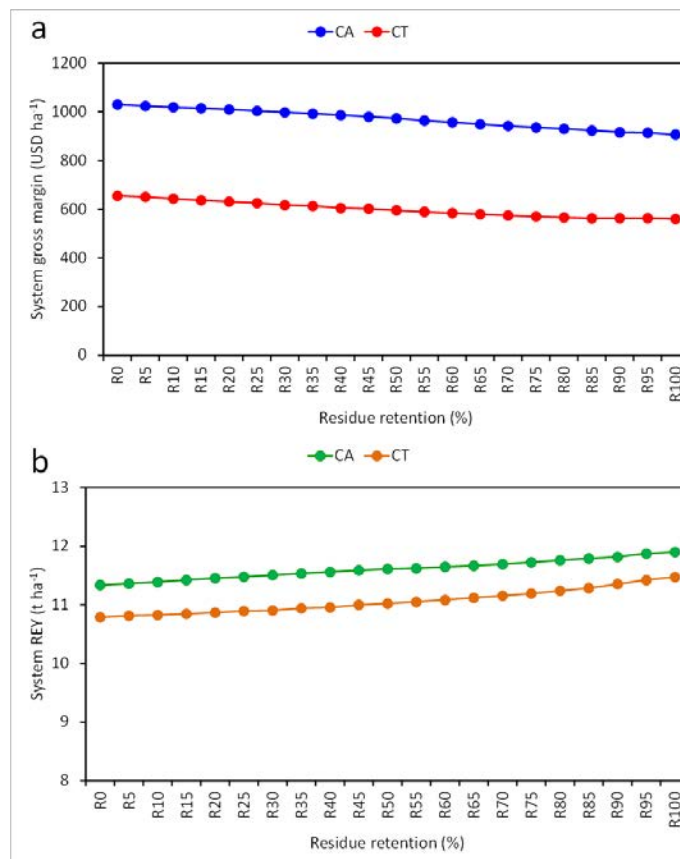 a
CA CT
System gross margin (USD ha⁻¹)
1200
1000
800
600
400
200
0
R0 R5 R10 R15 R20 R25 R30 R35 R40 R45 R50 R55 R60 R65 R70 R75 R80 R85 R90 R95 R100
Residue retention (%)
b
CA CT
System REY (t ha⁻¹)
13
12
11
10
9
8
R0 R5 R10 R15 R20 R25 R30 R35 R40 R45 R50 R55 R60 R65 R70 R75 R80 R85 R90 R95 R100
Residue retention (%)